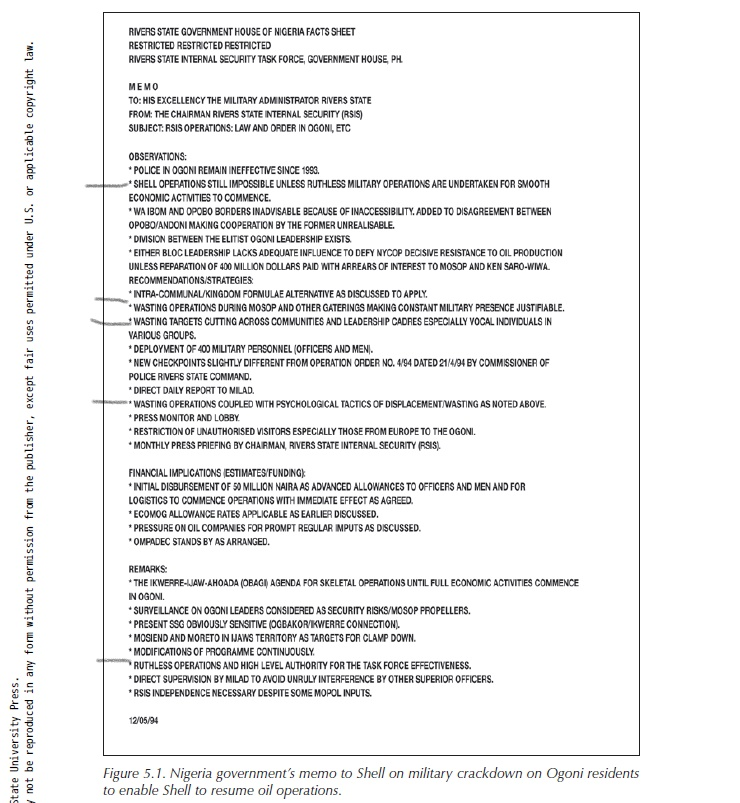 RIVERS STATE GOVERNMENT HOUSE OF NIGERIA FACTS SHEET
RESTRICTED RESTRICTED RESTRICTED
RIVERS STATE INTERNAL SECURITY TASK FORCE, GOVERNMENT HOUSE, PH.
M E M O
TO: HIS EXCELLENCY THE MILITARY ADMINISTRATOR RIVERS STATE
FROM: THE CHAIRMAN RIVERS STATE INTERNAL SECURITY (RSIS)
SUBJECT: RSIS OPERATIONS: LAW AND ORDER IN OGONI, ETC
OBSERVATIONS:
* POLICE IN OGONI REMAIN INEFFECTIVE SINCE 1993.
* SHELL OPERATIONS STILL IMPOSSIBLE UNLESS RUTHLESS MILITARY OPERATIONS ARE UNDERTAKEN FOR SMOOTH
ECONOMIC ACTIVITIES TO COMMENCE.
* WA IBOM AND OPOBO BORDERS INADVISABLE BECAUSE OF INACCESSIBILITY. ADDED TO DISAGREEMENT BETWEEN
OPOBO/ANDONI MAKING COOPERATION BY THE FORMER UNREALISABLE.
* DIVISION BETWEEN THE ELITIST OGONI LEADERSHIP EXISTS.
* EITHER BLOC LEADERSHIP LACKS ADEQUATE INFLUENCE TO DEFY NYCOP DECISIVE RESISTANCE TO OIL PRODUCTION
UNLESS REPARATION OF 400 MILLION DOLLARS PAID WITH ARREARS OF INTEREST TO MOSOP AND KEN SARO-WIWA.
RECOMMENDATIONS/STRATEGIES:
* INTRA-COMMUNAL/KINGDOM FORMULAE ALTERNATIVE AS DISCUSSED TO APPLY.
* WASTING OPERATIONS DURING MOSOP AND OTHER GATERINGS MAKING CONSTANT MILITARY PRESENCE JUSTIFIABLE.
* WASTING TARGETS CUTTING ACROSS COMMUNITIES AND LEADERSHIP CADRES ESPECIALLY VOCAL INDIVIDUALS IN
VARIOUS GROUPS.
* DEPLOYMENT OF 400 MILITARY PERSONNEL (OFFICERS AND MEN).
* NEW CHECKPOINTS SLIGHTLY DIFFERENT FROM OPERATION ORDER NO. 4/94 DATED 21/4/94 BY COMMISSIONER OF
POLICE RIVERS STATE COMMAND.
* DIRECT DAILY REPORT TO MILAD.
* WASTING OPERATIONS COUPLED WITH PSYCHOLOGICAL TACTICS OF DISPLACEMENT/WASTING AS NOTED ABOVE.
* PRESS MONITOR AND LOBBY.
* RESTRICTION OF UNAUTHORISED VISITORS ESPECIALLY THOSE FROM EUROPE TO THE OGONI.
* MONTHLY PRESS PRIEFING BY CHAIRMAN, RIVERS STATE INTERNAL SECURITY (RSIS).
FINANCIAL IMPLICATIONS (ESTIMATES/FUNDING):
* INITIAL DISBURSEMENT OF 50 MILLION NAIRA AS ADVANCED ALLOWANCES TO OFFICERS AND MEN AND FOR
LOGISTICS TO COMMENCE OPERATIONS WITH IMMEDIATE EFFECT AS AGREED.
* ECOMOG ALLOWANCE RATES APPLICABLE AS EARLIER DISCUSSED.
* PRESSURE ON OIL COMPANIES FOR PROMPT REGULAR IMPUTS AS DISCUSSED.
* OMPADEC STANDS BY AS ARRANGED.
REMARKS:
* THE IKWERRE-IJAW-AHOADA (OBAGI) AGENDA FOR SKELETAL OPERATIONS UNTIL FULL ECONOMIC ACTIVITIES COMMENCE
IN OGONI.
* SURVEILLANCE ON OGONI LEADERS CONSIDERED AS SECURITY RISKS/MOSOP PROPELLERS.
* PRESENT SSG OBVIOUSLY SENSITIVE (OGBAKOR/IKWERRE CONNECTION).
* MOSIEND AND MORETO IN IJAWS TERRITORY AS TARGETS FOR CLAMP DOWN.
* MODIFICATIONS OF PROGRAMME CONTINUOUSLY.
* RUTHLESS OPERATIONS AND HIGH LEVEL AUTHORITY FOR THE TASK FORCE EFFECTIVENESS.
* DIRECT SUPERVISION BY MILAD TO AVOID UNRULY INTERFERENCE BY OTHER SUPERIOR OFFICERS.
* RSIS INDEPENDENCE NECESSARY DESPITE SOME MOPOL INPUTS.
12/05/94
Figure 5.1. Nigeria government's memo to Shell on military crackdown on Ogoni residents
to enable Shell to resume oil operations.
State University Press.
y not be reproduced in any form without permission from the publisher, except fair uses permitted under U.S. or applicable copyright law.